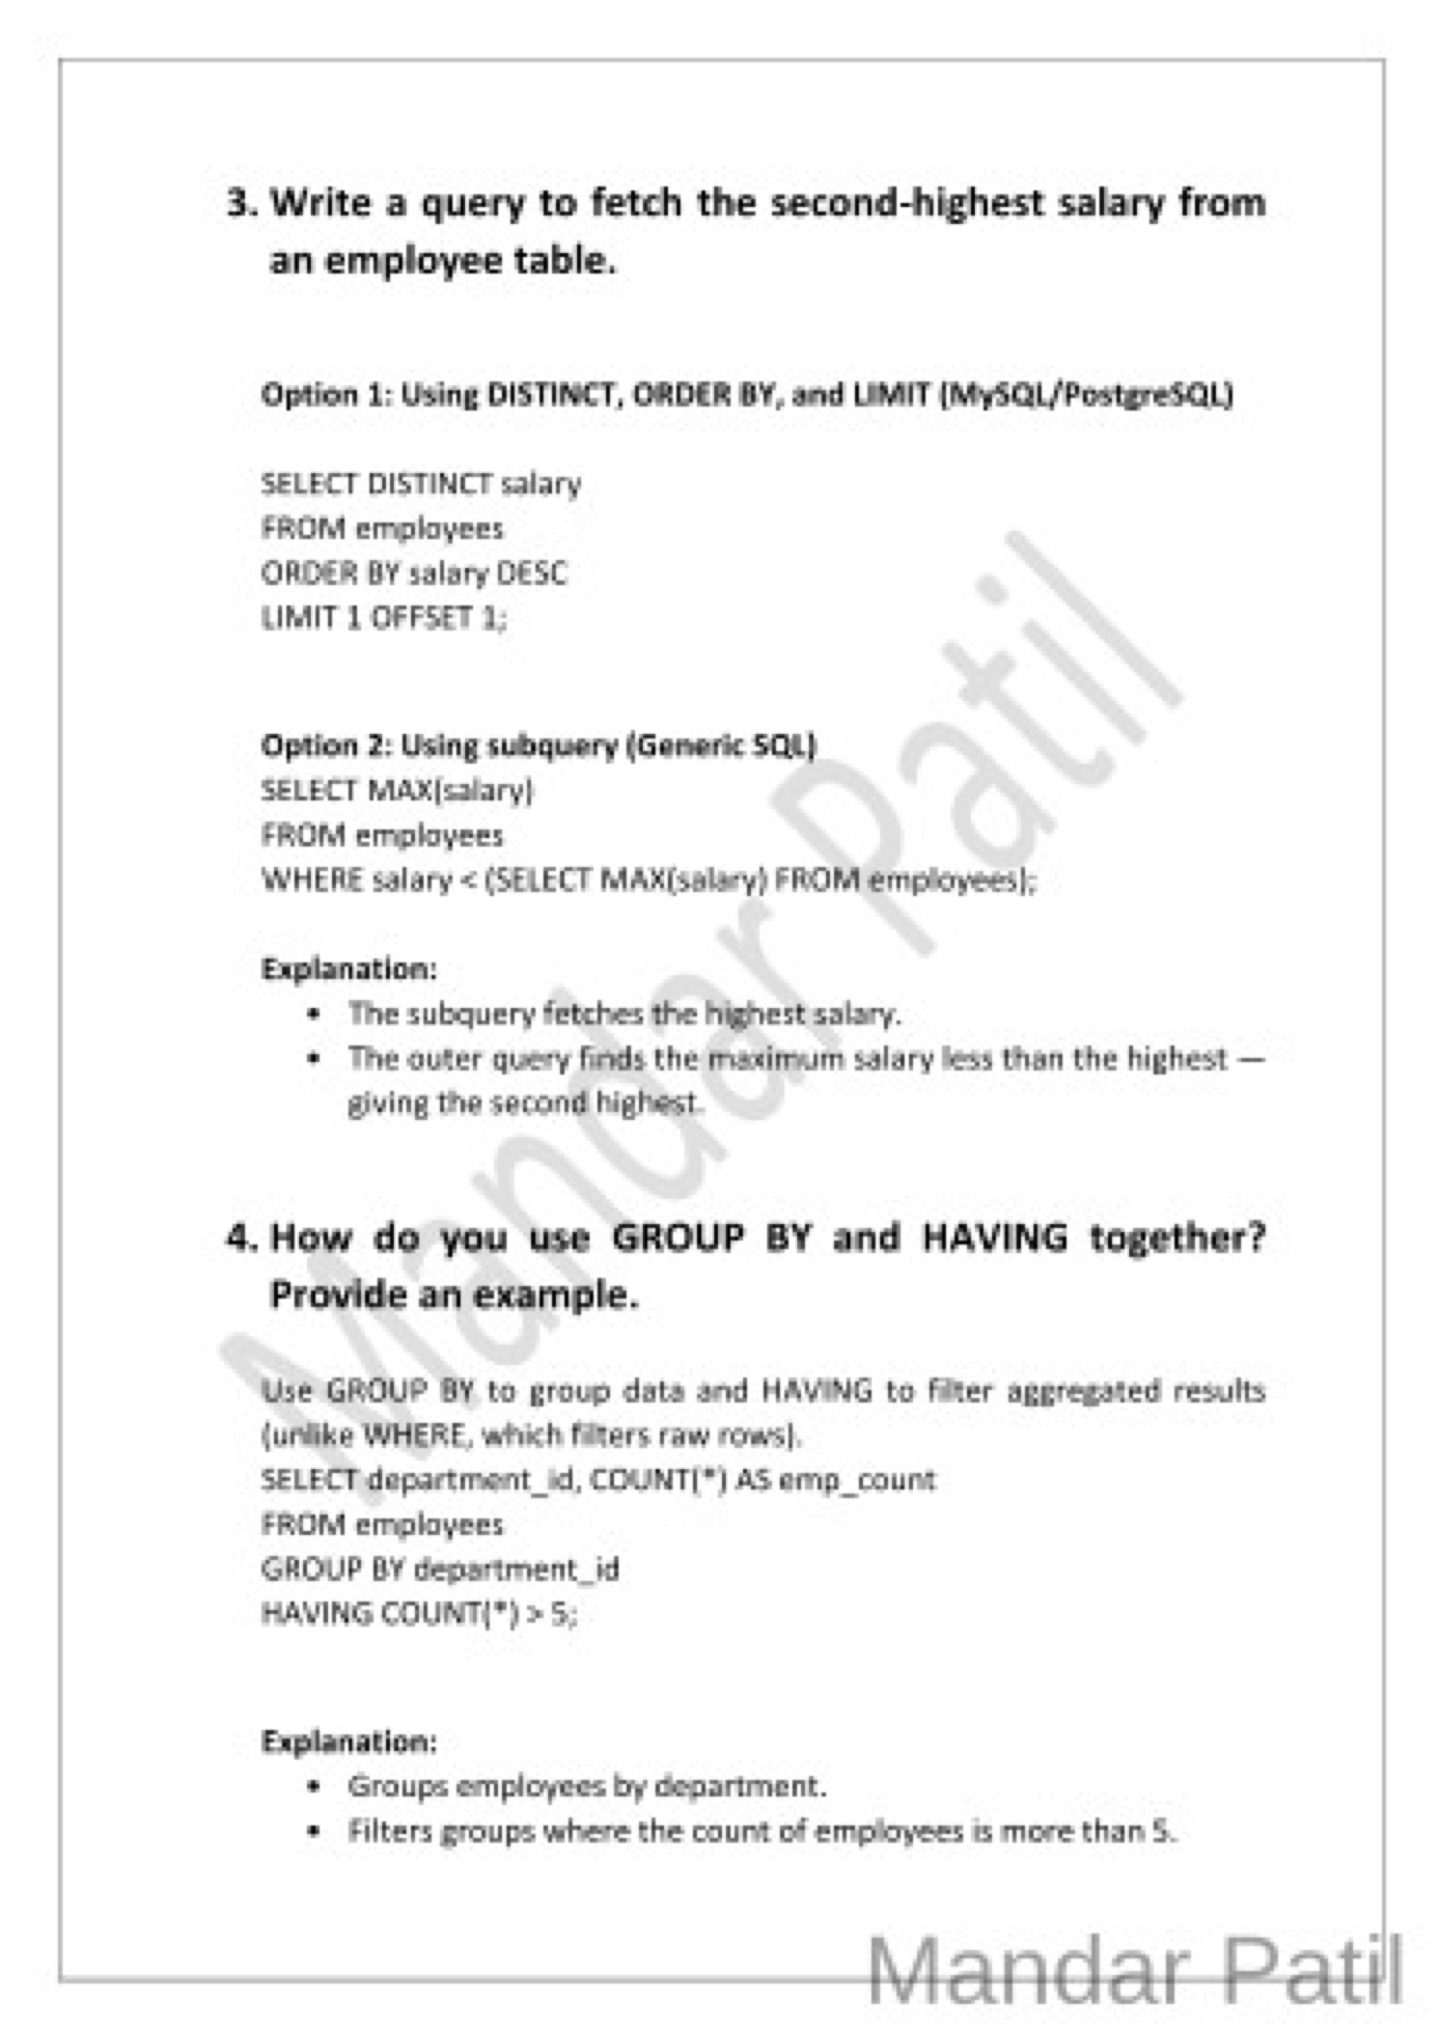 3. Write a query to fetch the second-highest salary from
an employee table.
Option 1: Using DISTINCT, ORDER BY, and LIMIT (MySQL/PostgreSQL)
SELECT DISTINCT salary
FROM employees
ORDER BY salary DESC
LIMIT 1 OFFSET 1;
Option 2: Using subquery (Generic SQL)
SELECT MAX(salary)
FROM employees
WHERE salary < (SELECT MAX(salary) FROM employees);
Explanation:
• The subquery fetches the highest salary.
• The outer query finds the maximum salary less than the highest —
giving the second highest.
4. How do you use GROUP BY and HAVING together?
Provide an example.
Use GROUP BY to group data and HAVING to filter aggregated results
(unlike WHERE, which filters raw rows).
SELECT department_id, COUNT(*) AS emp_count
FROM employees
GROUP BY department_id
HAVING COUNT(*) > 5;
Explanation:
• Groups employees by department.
• Filters groups where the count of employees is more than 5.
Mandar Patil
Mandar Patil